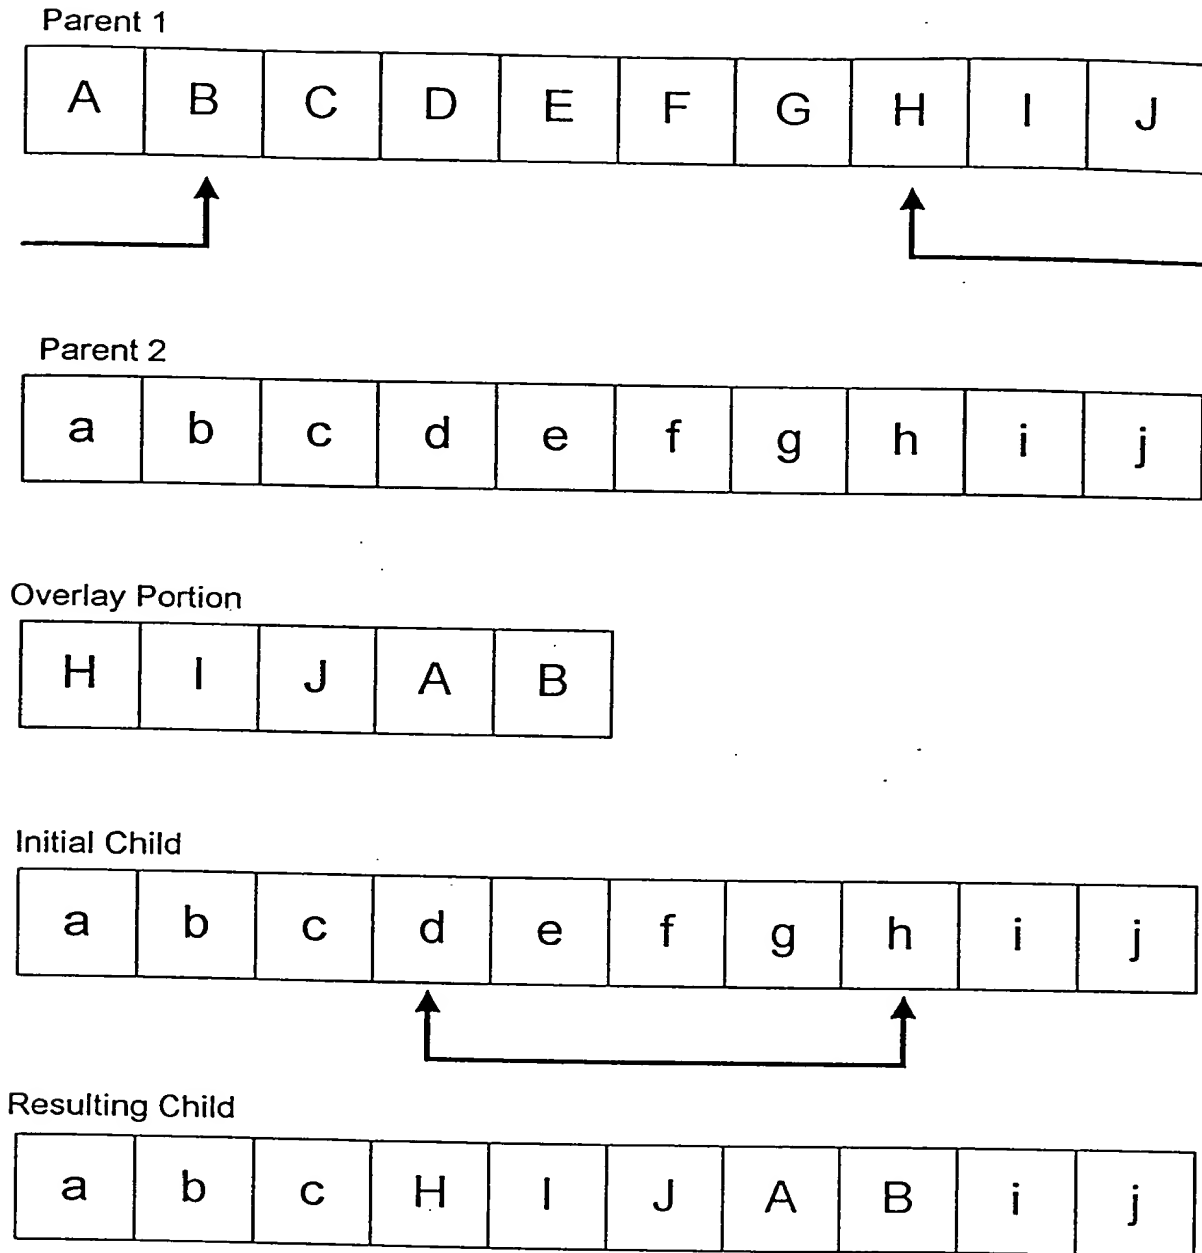 Parent 1
A B C D E F G H I J
Parent 2
a b c d e f g h i j
Overlay Portion
H I J A B
Initial Child
a b c d e f g h i j
Resulting Child
a b c H I J A B i j